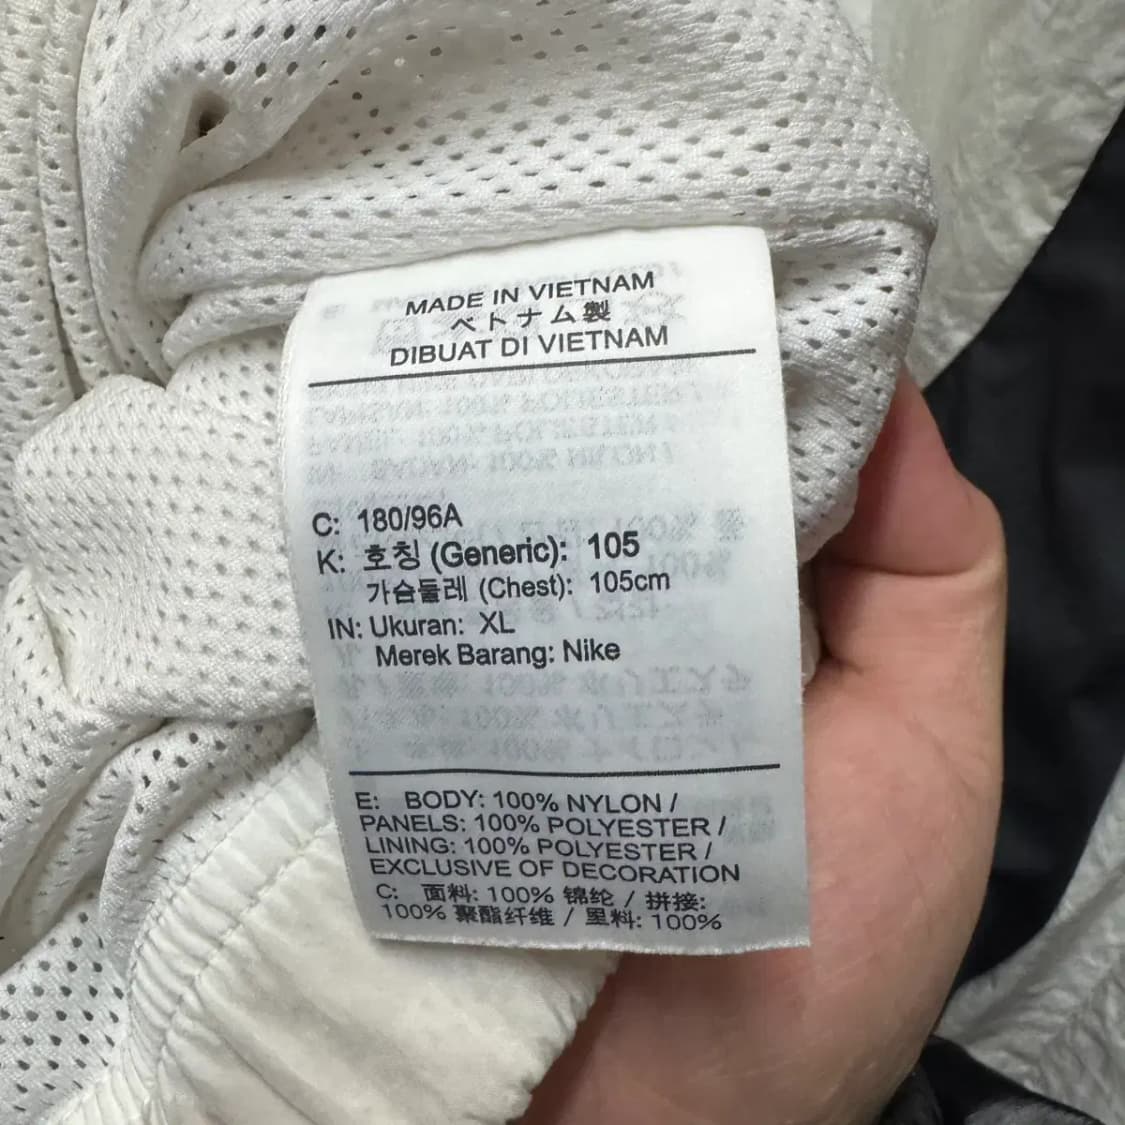 MADE IN VIETNAM
ベトナム製
DIBUAT DI VIETNAM
C: 180/96A
K: 호칭 (Generic): 105
가슴둘레 (Chest): 105cm
IN: Ukuran: XL
Merek Barang: Nike
E: BODY: 100% NYLON /
PANELS: 100% POLYESTER /
LINING: 100% POLYESTER /
EXCLUSIVE OF DECORATION
C: 面料: 100% 锦纶 / 拼接:
100% 聚酯纤维 / 里料: 100%